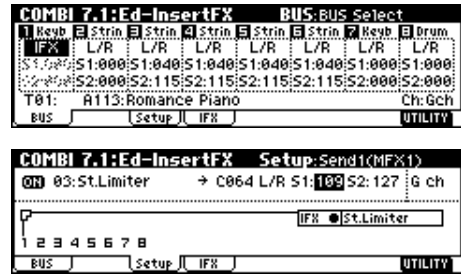 COMBI 7.1:Ed-InsertFX BUS:BUS Select
1 Keyb 2 Strin 3 Strin 4 Strin 5 Strin 6 Strin 7 Keyb 8 Drum
IFX L/R L/R L/R L/R L/R L/R L/R
S1:000 S1:040 S1:040 S1:040 S1:040 S1:000 S1:000
S2:000 S2:115 S2:115 S2:115 S2:115 S2:000 S2:000
T01: A113:Romance Piano Ch:Gch
BUS Setup IFX UTILITY
COMBI 7.1:Ed-InsertFX Setup:Send1(MFX1)
ON 03:St.Limiter → C064 L/R S1:109 S2:127 G ch
IFX ●St.Limiter
1 2 3 4 5 6 7 8
BUS Setup IFX UTILITY